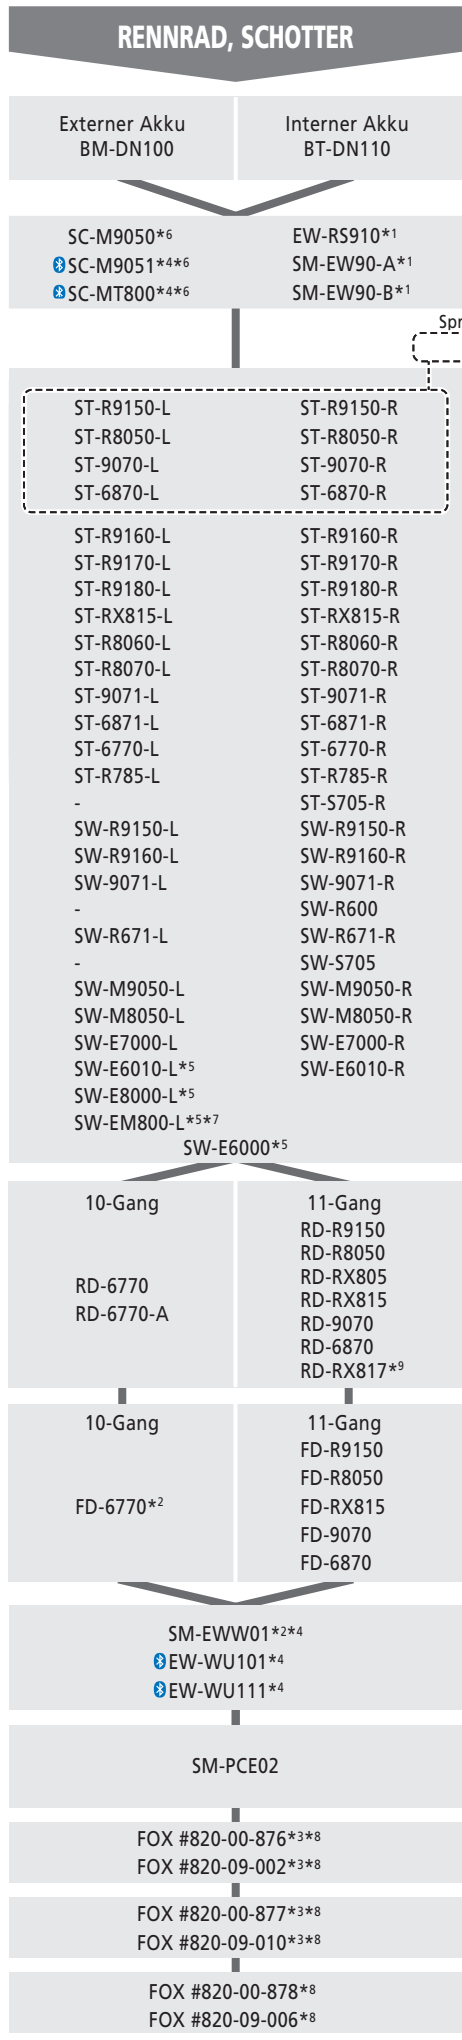 RENNRAD, SCHOTTER
Externer Akku
BM-DN100
Interner Akku
BT-DN110
SC-M9050*6
SC-M9051*4*6
SC-MT800*4*6
EW-RS910*1
SM-EW90-A*1
SM-EW90-B*1
Spr
ST-R9150-L ST-R9150-R
ST-R8050-L ST-R8050-R
ST-9070-L ST-9070-R
ST-6870-L ST-6870-R
ST-R9160-L ST-R9160-R
ST-R9170-L ST-R9170-R
ST-R9180-L ST-R9180-R
ST-RX815-L ST-RX815-R
ST-R8060-L ST-R8060-R
ST-R8070-L ST-R8070-R
ST-9071-L ST-9071-R
ST-6871-L ST-6871-R
ST-6770-L ST-6770-R
ST-R785-L ST-R785-R
- ST-S705-R
SW-R9150-L SW-R9150-R
SW-R9160-L SW-R9160-R
SW-9071-L SW-9071-R
- SW-R600
SW-R671-L SW-R671-R
- SW-S705
SW-M9050-L SW-M9050-R
SW-M8050-L SW-M8050-R
SW-E7000-L SW-E7000-R
SW-E6010-L*5 SW-E6010-R
SW-E8000-L*5
SW-EM800-L*5*7
SW-E6000*5
10-Gang
RD-6770
RD-6770-A
11-Gang
RD-R9150
RD-R8050
RD-RX805
RD-RX815
RD-9070
RD-6870
RD-RX817*9
10-Gang
FD-6770*2
11-Gang
FD-R9150
FD-R8050
FD-RX815
FD-9070
FD-6870
SM-EWW01*2*4
EW-WU101*4
EW-WU111*4
SM-PCE02
FOX #820-00-876*3*8
FOX #820-09-002*3*8
FOX #820-00-877*3*8
FOX #820-09-010*3*8
FOX #820-00-878*8
FOX #820-09-006*8